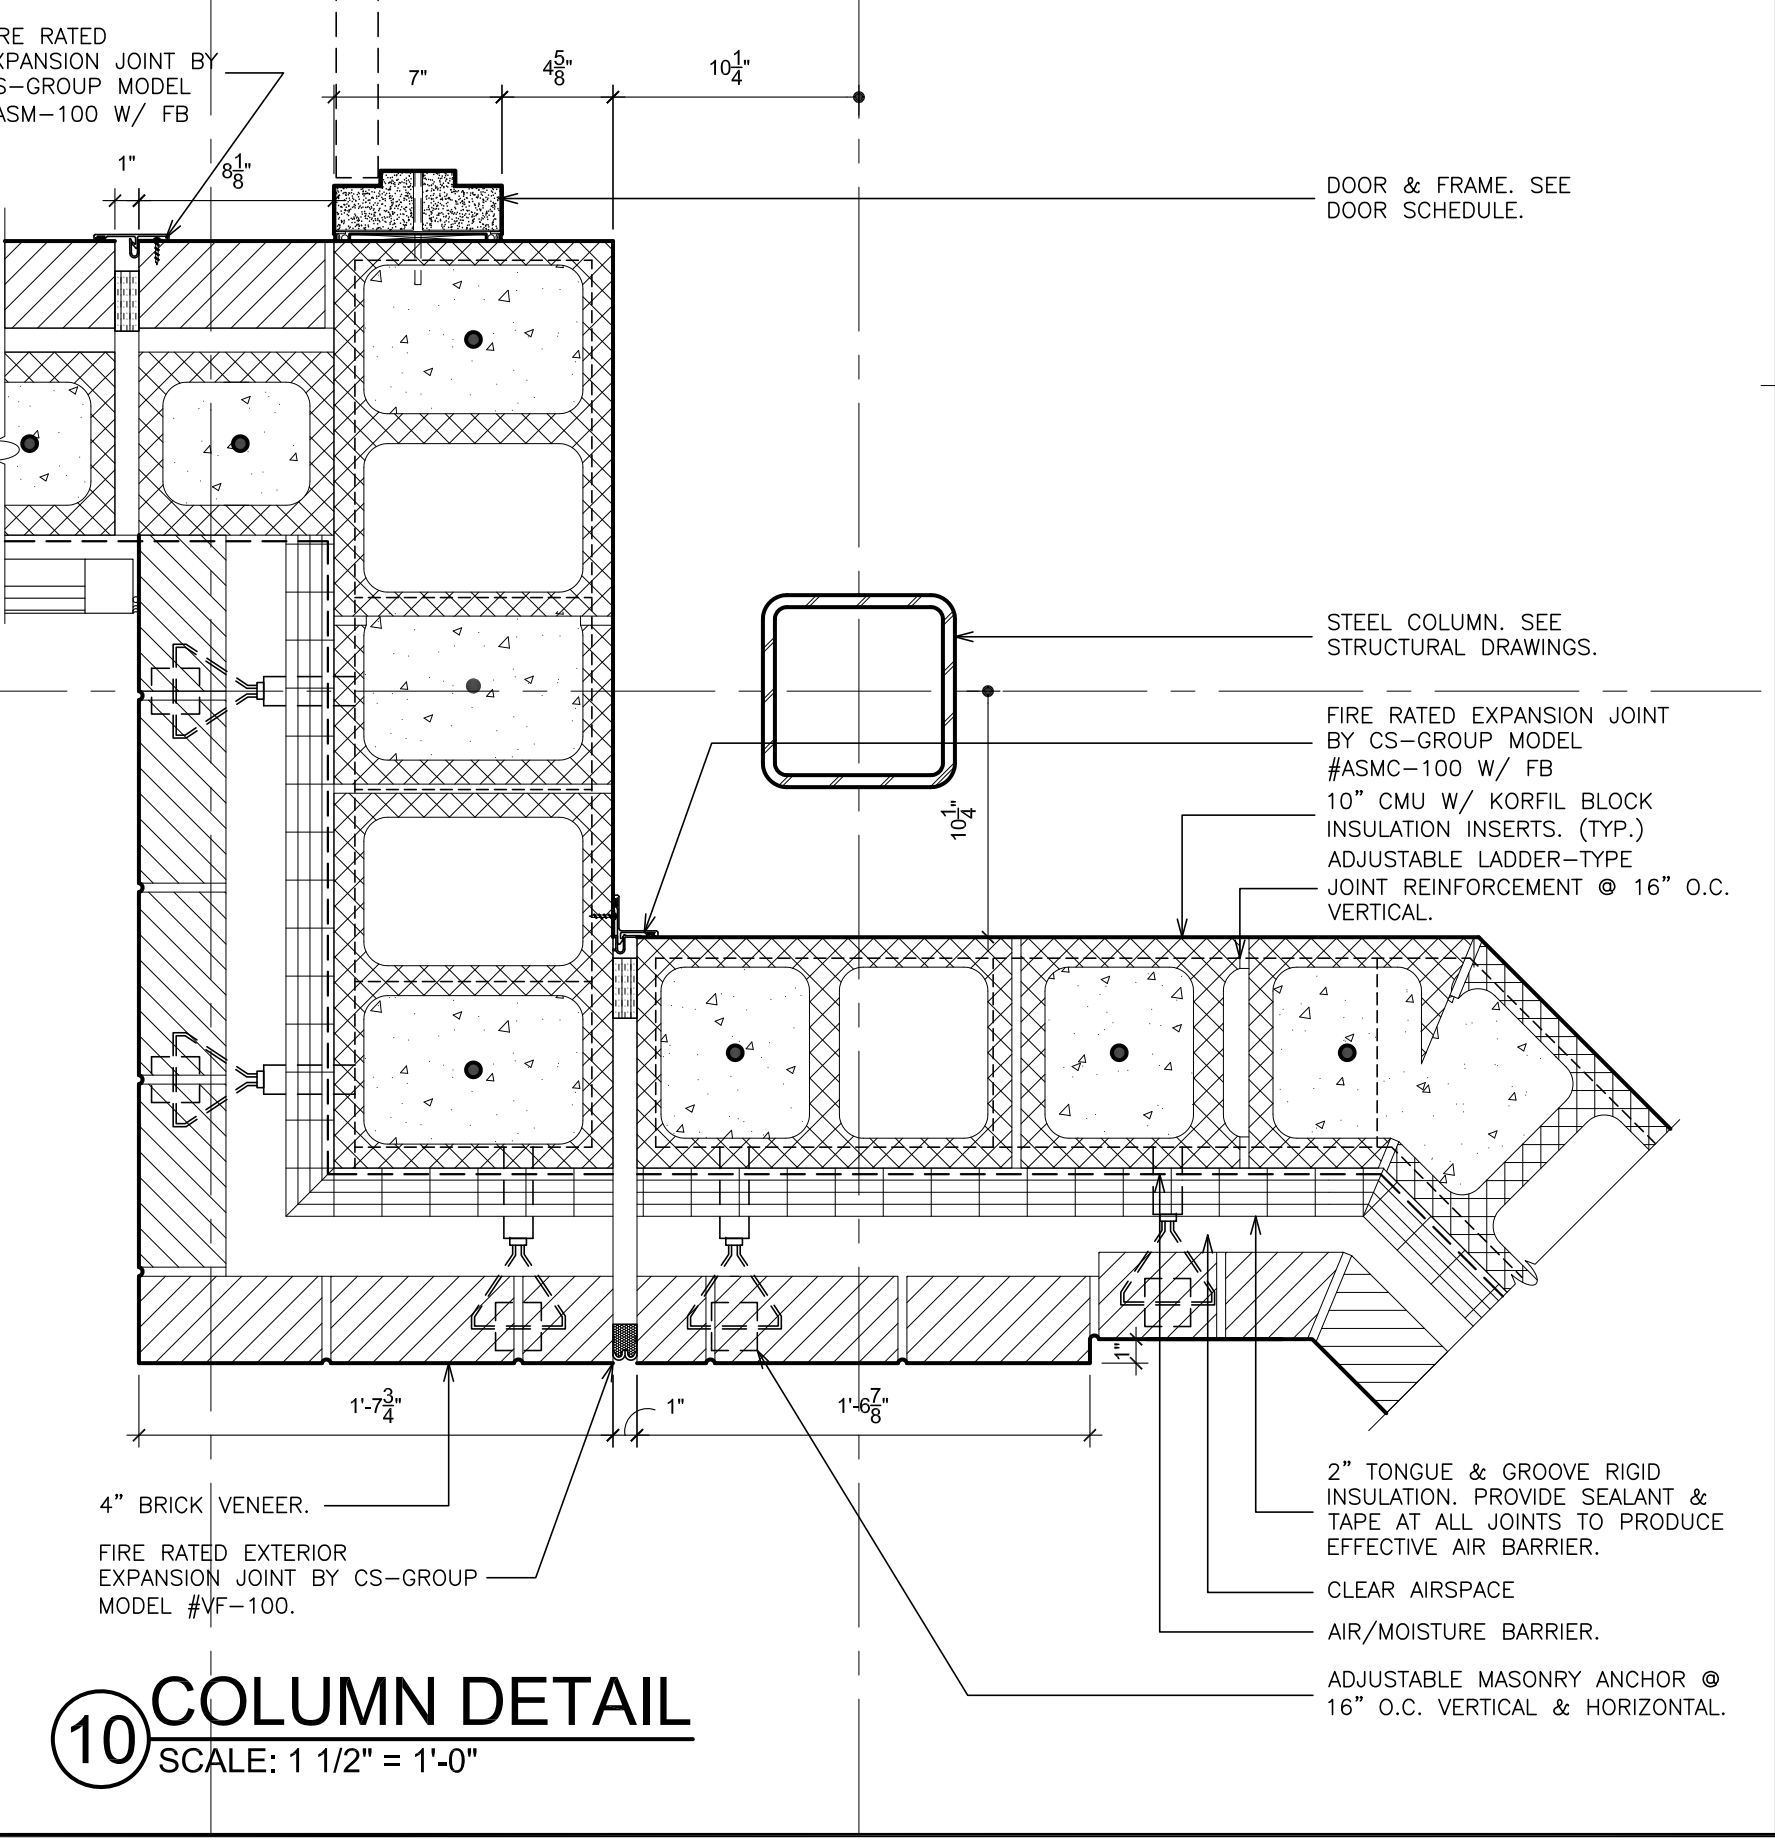 RE RATED
XPANSION JOINT BY
S-GROUP MODEL
ASM-100 W/ FB
7"
4 5/8"
10 1/4"
1"
8 1/8"
DOOR & FRAME. SEE
DOOR SCHEDULE.
STEEL COLUMN. SEE
STRUCTURAL DRAWINGS.
FIRE RATED EXPANSION JOINT
BY CS-GROUP MODEL
#ASMC-100 W/ FB
10" CMU W/ KORFIL BLOCK
INSULATION INSERTS. (TYP.)
ADJUSTABLE LADDER-TYPE
JOINT REINFORCEMENT @ 16" O.C.
VERTICAL.
10 1/4"
1"
1'-7 3/4"
1"
1'-6 7/8"
4" BRICK VENEER.
FIRE RATED EXTERIOR
EXPANSION JOINT BY CS-GROUP
MODEL #VF-100.
2" TONGUE & GROOVE RIGID
INSULATION. PROVIDE SEALANT &
TAPE AT ALL JOINTS TO PRODUCE
EFFECTIVE AIR BARRIER.
CLEAR AIRSPACE
AIR/MOISTURE BARRIER.
ADJUSTABLE MASONRY ANCHOR @
16" O.C. VERTICAL & HORIZONTAL.
10 COLUMN DETAIL
SCALE: 1 1/2" = 1'-0"